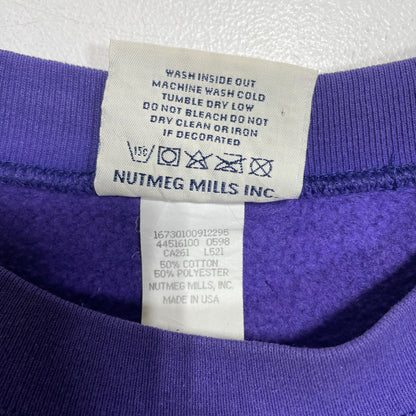 WASH INSIDE OUT
MACHINE WASH COLD
TUMBLE DRY LOW
DO NOT BLEACH DO NOT
DRY CLEAN OR IRON
IF DECORATED
15C
NUTMEG MILLS INC.
16730100912295
44516100 0598
CA261 L521
50% COTTON
50% POLYESTER
NUTMEG MILLS, INC.
MADE IN USA